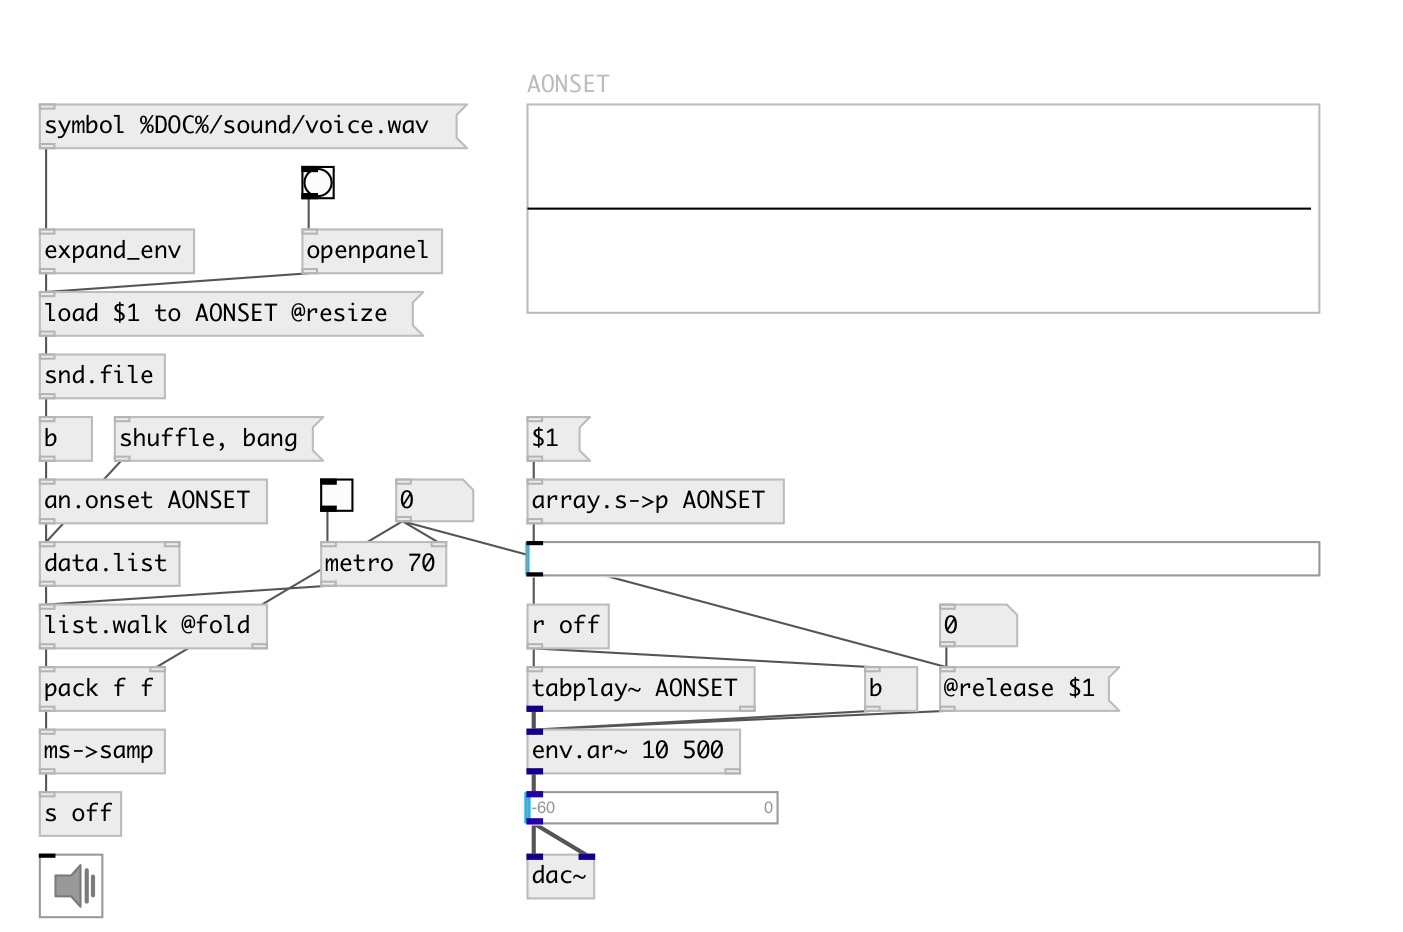 AONSET
symbol %DOC%/sound/voice.wav
expand_env
openpanel
load $1 to AONSET @resize
snd.file
b
shuffle, bang
$1
an.onset AONSET
0
array.s->p AONSET
data.list
metro 70
list.walk @fold
r off
0
pack f f
tabplay~ AONSET
b
@release $1
ms->samp
env.ar~ 10 500
s off
-60
0
dac~